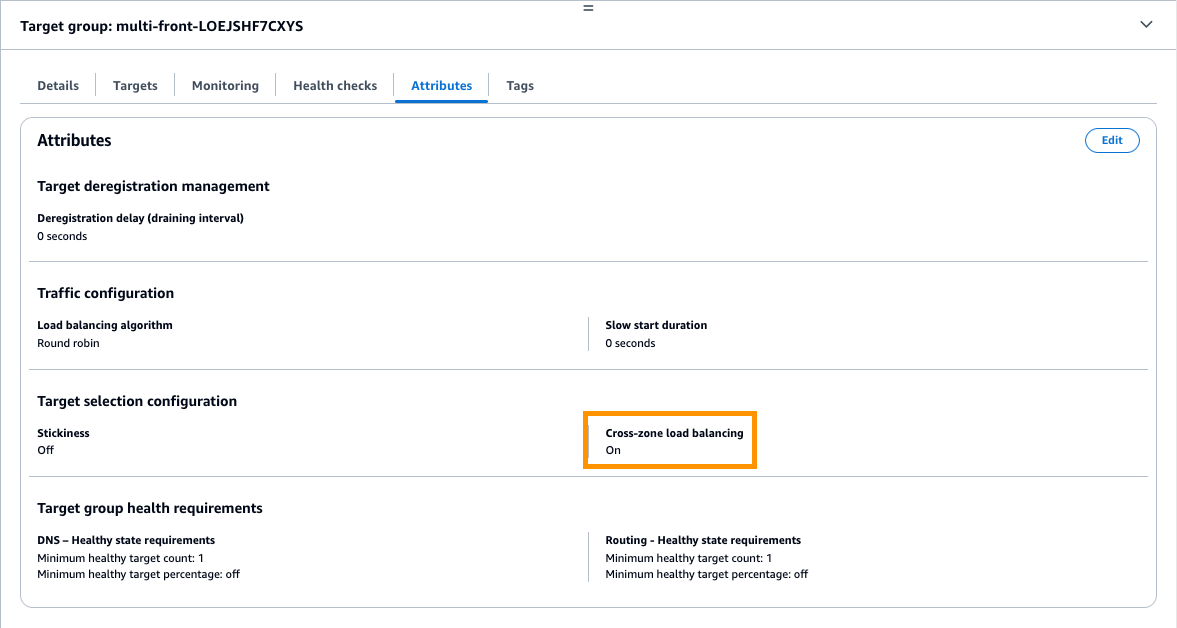 Target group: multi-front-LOEJSHF7CXYS
Details Targets Monitoring Health checks Attributes Tags
Attributes Edit
Target deregistration management
Deregistration delay (draining interval)
0 seconds
Traffic configuration
Load balancing algorithm
Round robin
Slow start duration
0 seconds
Target selection configuration
Stickiness
Off
Cross-zone load balancing
On
Target group health requirements
DNS – Healthy state requirements
Minimum healthy target count: 1
Minimum healthy target percentage: off
Routing - Healthy state requirements
Minimum healthy target count: 1
Minimum healthy target percentage: off